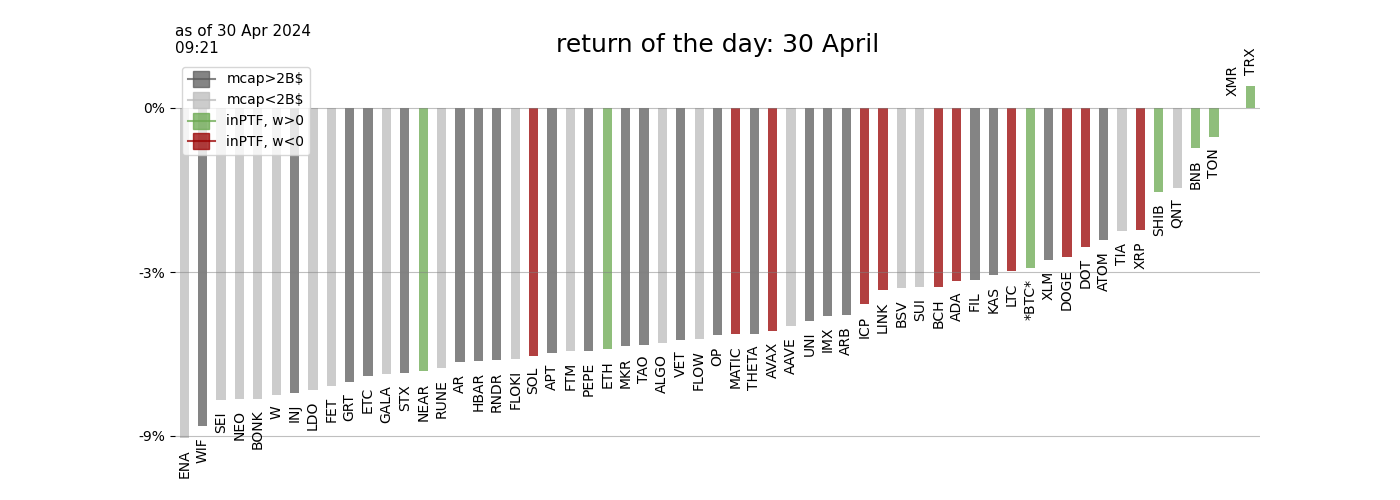 as of 30 Apr 2024
09:21
return of the day: 30 April
mcap>2B$
mcap<2B$
inPTF, w>0
inPTF, w<0
0%
-3%
-9%
ENA
WIF
SEI
NEO
BONK
W
INJ
LDO
FET
GRT
ETC
GALA
STX
NEAR
RUNE
AR
HBAR
RNDR
FLOKI
SOL
APT
FTM
PEPE
ETH
MKR
TAO
ALGO
VET
FLOW
OP
MATIC
THETA
AVAX
AAVE
UNI
IMX
ARB
ICP
LINK
BSV
SUI
BCH
ADA
FIL
KAS
LTC
*BTC*
XLM
DOGE
DOT
ATOM
TIA
XRP
SHIB
QNT
BNB
TON
XMR
TRX